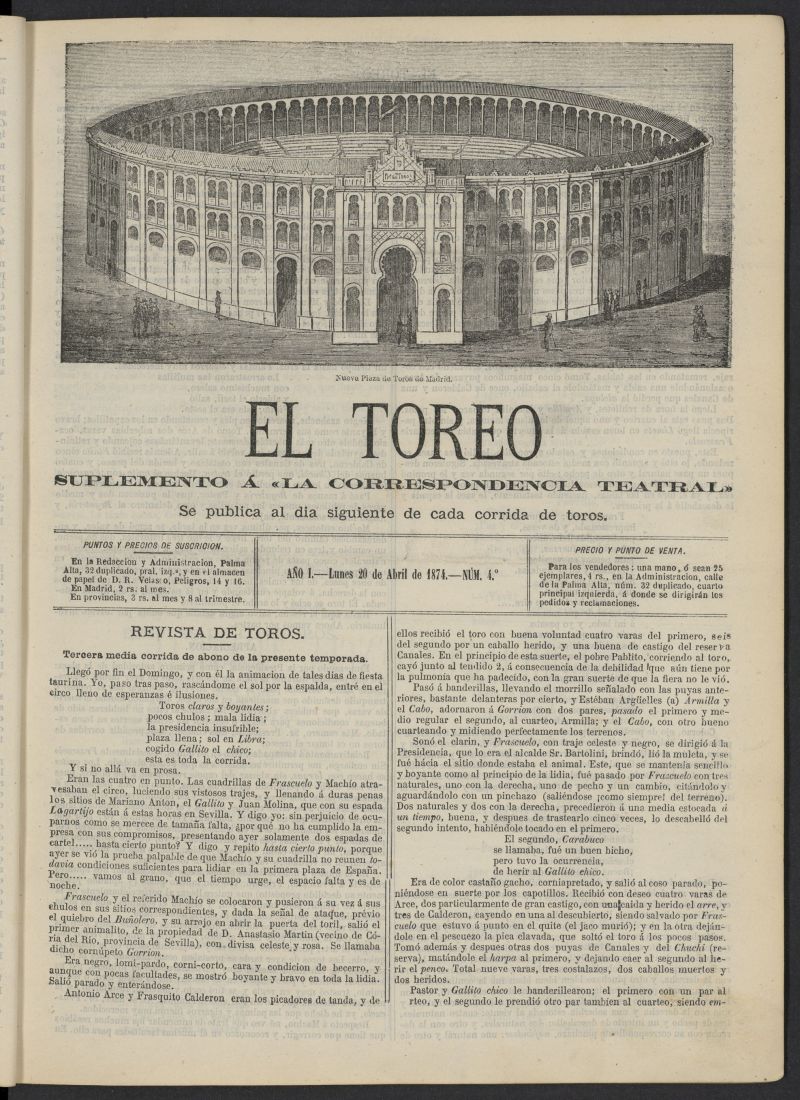 Nueva Plaza de Toros de Madrid.
EL TOREO
SUPLEMENTO Á «LA CORRESPONDENCIA TEATRAL»
Se publica al dia siguiente de cada corrida de toros.
PUNTOS Y PRECIOS DE SUSCRICION.
En la Redaccion y Administracion, Palma
Alta, 32 duplicado, pral. izq.ª, y en el almacen
de papel de D. R. Velasco, Peligros, 14 y 16.
En Madrid, 2 rs. al mes.
En provincias, 3 rs. al mes y 8 al trimestre.
AÑO I.—Lunes 20 de Abril de 1874.—NÚM. 4.º
PRECIO Y PUNTO DE VENTA.
Para los vendedores: una mano, ó sean 25
ejemplares, 4 rs., en la Administracion, calle
de la Palma Alta, núm. 32 duplicado, cuarto
principal izquierda, á donde se dirigirán los
pedidos y reclamaciones.
REVISTA DE TOROS.
Tercera media corrida de abono de la presente temporada.
Llegó por fin el Domingo, y con él la animacion de tales dias de fiesta
taurina. Yo, paso tras paso, rascándome el sol por la espalda, entré en el
circo lleno de esperanzas é ilusiones.
Toros claros y boyantes;
pocos chulos; mala lidia;
la presidencia insufrible;
plaza llena; sol en Libra;
cogido Gallito el chico;
esta es toda la corrida.
Y si no allá va en prosa.
Eran las cuatro en punto. Las cuadrillas de Frascuelo y Machío atra-
vesaban el circo, luciendo sus vistosos trajes, y llenando á duras penas
los sitios de Mariano Anton, el Gallito y Juan Molina, que con su espada
Lagartijo están á estas horas en Sevilla. Y digo yo: sin perjuicio de ocu-
parnos como se merece de tamaña falta, ¿por qué no ha cumplido la em-
presa con sus compromisos, presentando ayer solamente dos espadas de
cartel..... hasta cierto punto? Y digo y repito hasta cierto punto, porque
ayer se vió la prueba palpable de que Machío y su cuadrilla no reunen to-
davía condiciones suficientes para lidiar en la primera plaza de España.
Pero..... vamos al grano, que el tiempo urge, el espacio falta y es de
noche.
Frascuelo y el referido Machío se colocaron y pusieron á su vez á sus
chulos en sus sitios correspondientes, y dada la señal de ataque, prévio
el quiebro del Buñolero, y su arrojo en abrir la puerta del toril, salió el
primer animalito, de la propiedad de D. Anastasio Martin (vecino de Có-
ria del Rio, provincia de Sevilla), con divisa celeste y rosa. Se llamaba
dicho cornúpeto Gorrion.
Era negro, lomi-pardo, corni-corto, cara y condicion de becerro, y
aunque con pocas facultades, se mostró boyante y bravo en toda la lidia.
Salió parado y enterándose.
Antonio Arce y Frasquito Calderon eran los picadores de tanda, y de
ellos recibió el toro con buena voluntad cuatro varas del primero, seis
del segundo por un caballo herido, y una buena de castigo del reserva
Canales. En el principio de esta suerte, el pobre Pablito, corriendo al toro,
cayó junto al tendido 2, á consecuencia de la debilidad que aún tiene por
la pulmonía que ha padecido, con la gran suerte de que la fiera no le vió.
Pasó á banderillas, llevando el morrillo señalado con las puyas ante-
riores, bastante delanteras por cierto, y Estéban Argüelles (a) Armilla y
el Cabo, adornaron á Gorrion con dos pares, pasado el primero y me-
dio regular el segundo, al cuarteo, Armilla; y el Cabo, con otro bueno
cuarteando y midiendo perfectamente los terrenos.
Sonó el clarin, y Frascuelo, con traje celeste y negro, se dirigió á la
Presidencia, que lo era el alcalde Sr. Bartolini, brindó, lió la muleta, y se
fué hácia el sitio donde estaba el animal. Este, que se mantenia sencillo
y boyante como al principio de la lidia, fué pasado por Frascuelo con tres
naturales, uno con la derecha, uno de pecho y un cambio, citándolo y
aguardándolo con un pinchazo (saliéndose ¡como siempre! del terreno).
Dos naturales y dos con la derecha, precedieron á una media estocada á
un tiempo, buena, y despues de trastearlo cinco veces, lo descabelló del
segundo intento, habiéndole tocado en el primero.
El segundo, Carabuco
se llamaba, fué un buen bicho,
pero tuvo la ocurrencia,
de herir al Gallito chico.
Era de color castaño gacho, corniapretado, y salió al coso parado, po-
niéndose en suerte por los capotillos. Recibió con deseo cuatro varas de
Arce, dos particularmente de gran castigo, con una caida y herido el arre, y
tres de Calderon, cayendo en una al descubierto, siendo salvado por Fras-
cuelo que estuvo á punto en el quite (el jaco murió); y en la otra deján-
dole en el pescuezo la pica clavada, que soltó el toro á los pocos pasos.
Tomó además y despues otras dos puyas de Canales y del Chuchi (re-
serva), matándole el harpa al primero, y dejando caer al segundo al he-
rir el penco. Total nueve varas, tres costalazos, dos caballos muertos y
dos heridos.
Pastor y Gallito chico le banderillearon; el primero con un par al
rteo, y el segundo le prendió otro par tambien al cuarteo, siendo em-